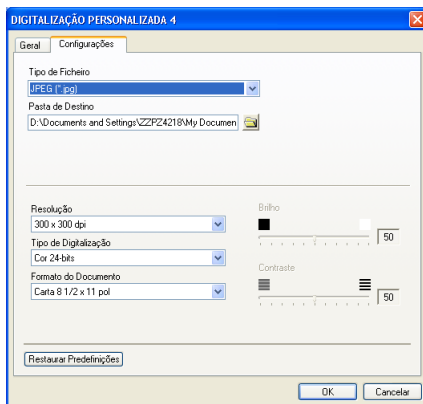 DIGITALIZAÇÃO PERSONALIZADA 4
Geral
Configurações
Tipo de Ficheiro
JPEG (*.jpg)
Pasta de Destino
D:\Documents and Settings\ZZPZ4218\My Documen
Resolução
300 x 300 dpi
Tipo de Digitalização
Cor 24-bits
Formato do Documento
Carta 8 1/2 x 11 pol
Brilho
50
Contraste
50
Restaurar Predefinições
OK
Cancelar